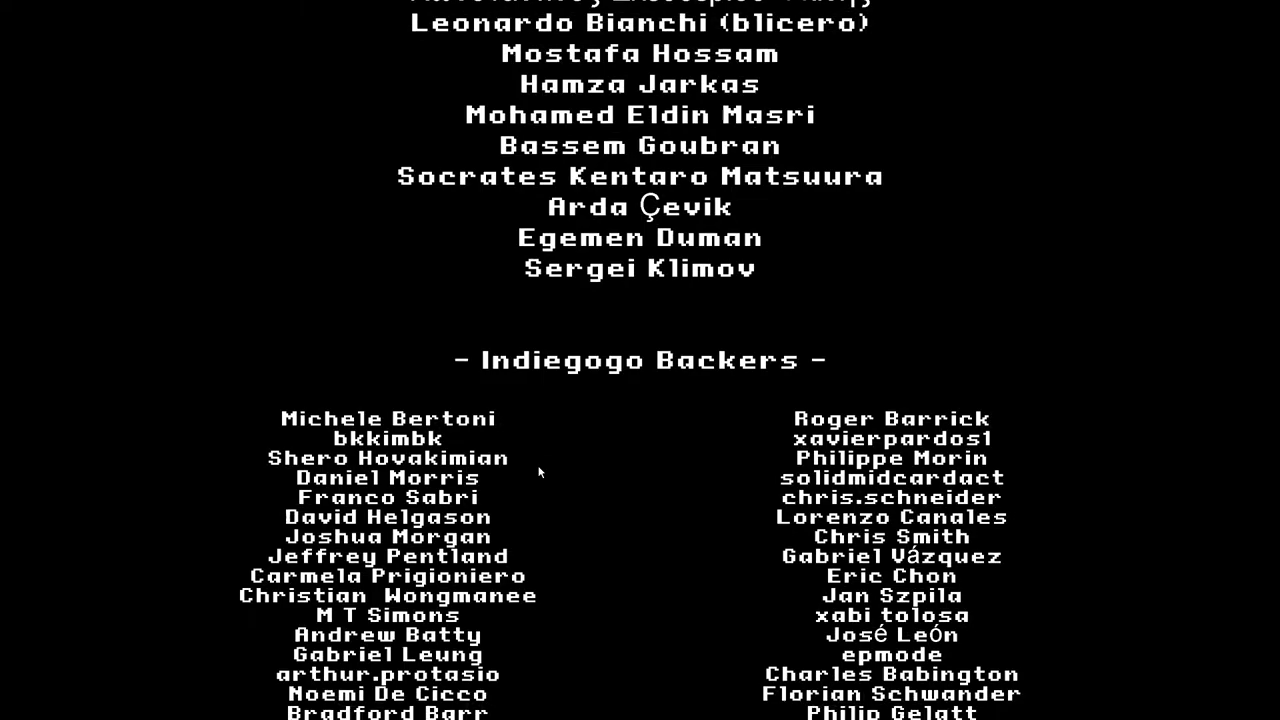 Leonardo Bianchi (blicero)
Mostafa Hossam
Hamza Jarkas
Mohamed Eldin Masri
Bassem Goubran
Socrates Kentaro Matsuura
Arda Çevik
Egemen Duman
Sergei Klimov
- Indiegogo Backers -
Michele Bertoni
bkkimbk
Shero Hovakimian
Daniel Morris
Franco Sabri
David Helgason
Joshua Morgan
Jeffrey Pentland
Carmela Prigioniero
Christian  Wongmanee
M T Simons
Andrew Batty
Gabriel Leung
arthur.protasio
Noemi De Cicco
Bradford Barr
Roger Barrick
xavierpardos1
Philippe Morin
solidmidcardact
chris.schneider
Lorenzo Canales
Chris Smith
Gabriel Vázquez
Eric Chon
Jan Szpila
xabi tolosa
José León
epmode
Charles Babington
Florian Schwander
Philip Gelatt